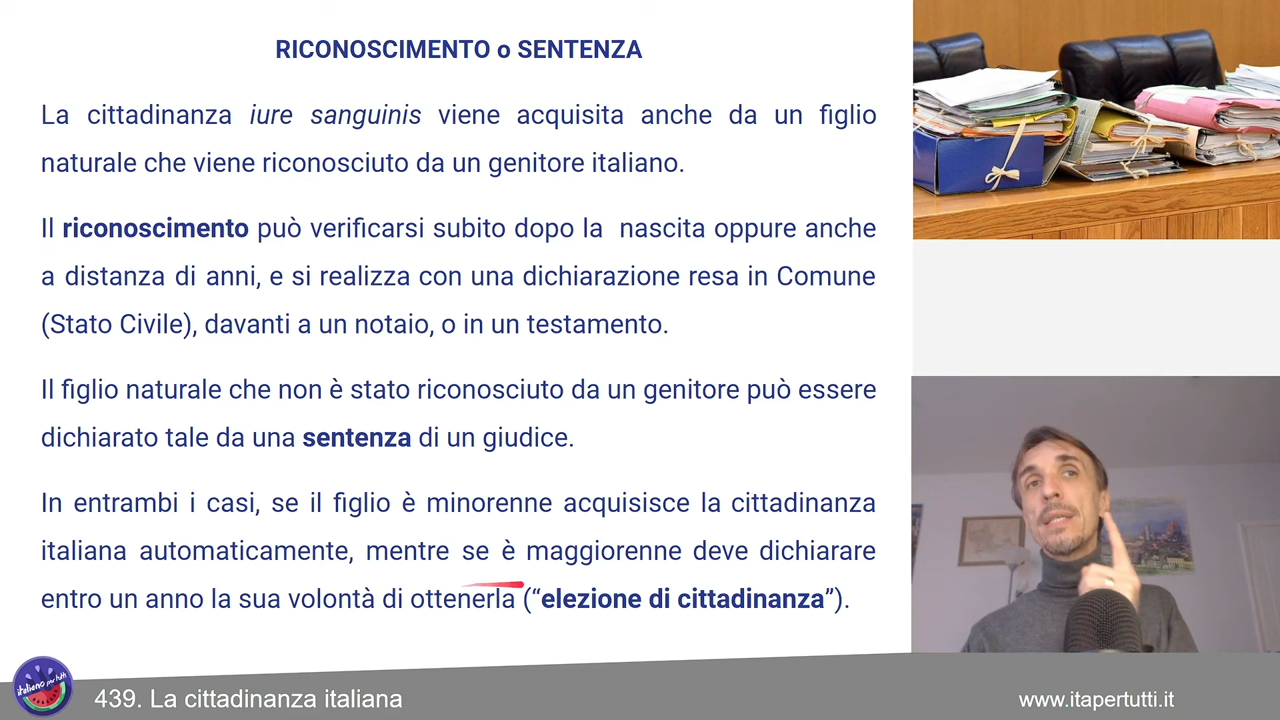 RICONOSCIMENTO o SENTENZA
La cittadinanza iure sanguinis viene acquisita anche da un figlio
naturale che viene riconosciuto da un genitore italiano.
Il riconoscimento può verificarsi subito dopo la nascita oppure anche
a distanza di anni, e si realizza con una dichiarazione resa in Comune
(Stato Civile), davanti a un notaio, o in un testamento.
Il figlio naturale che non è stato riconosciuto da un genitore può essere
dichiarato tale da una sentenza di un giudice.
In entrambi i casi, se il figlio è minorenne acquisisce la cittadinanza
italiana automaticamente, mentre se è maggiorenne deve dichiarare
entro un anno la sua volontà di ottenerla (“elezione di cittadinanza”).
italiano per tutti
439. La cittadinanza italiana
www.itapertutti.it